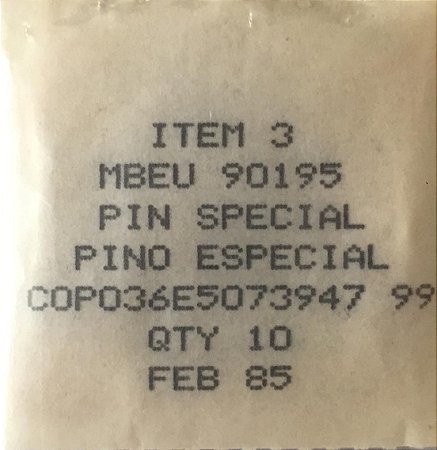 ITEM 3
MBEU 90195
PIN SPECIAL
PINO ESPECIAL
COPO36E5073947 99
QTY 10
FEB 85